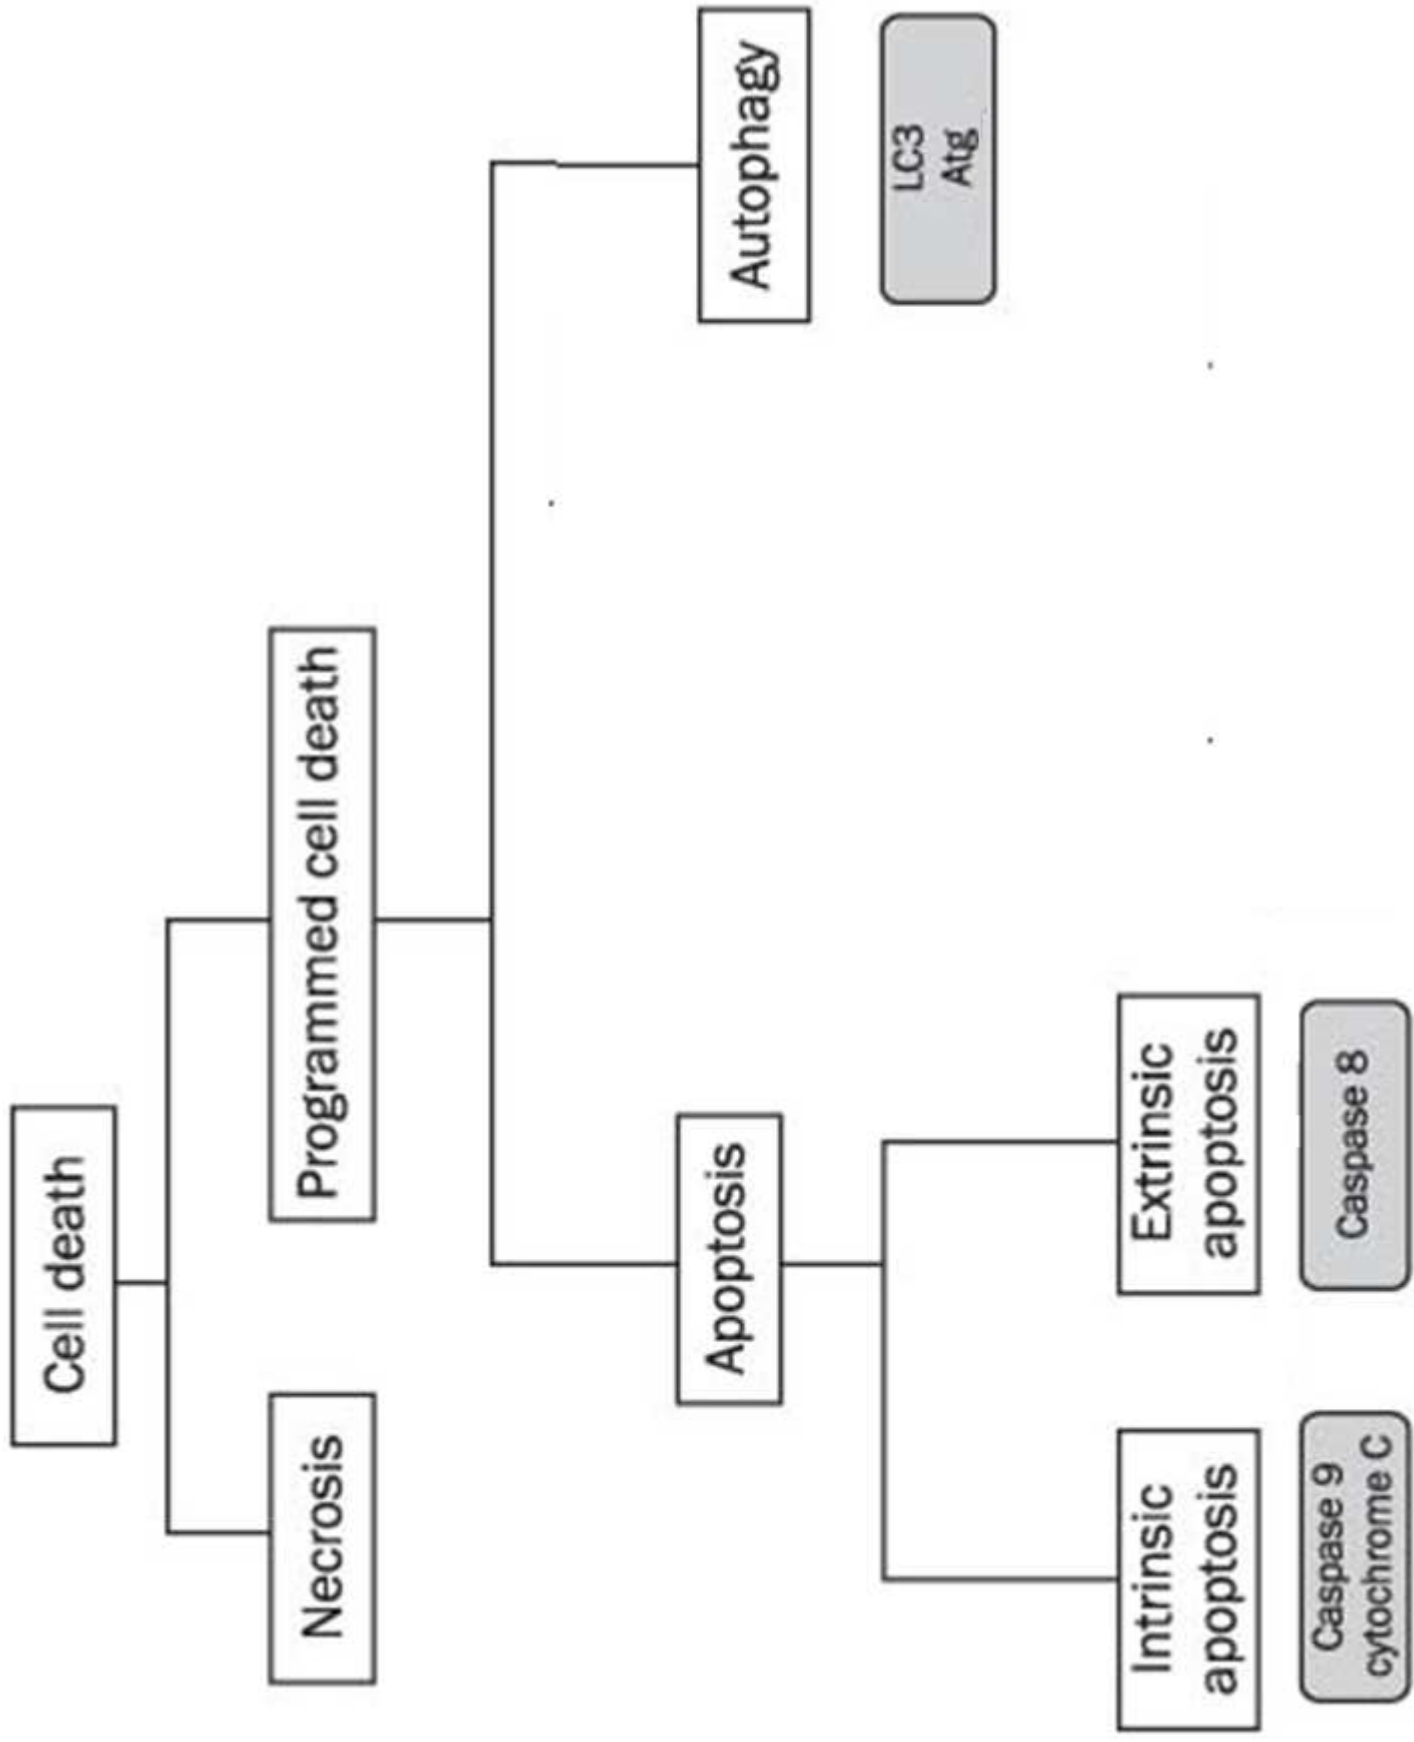 Cell death
Necrosis
Programmed cell death
Apoptosis
Autophagy
LC3
Atg
Intrinsic
apoptosis
Extrinsic
apoptosis
Caspase 9
cytochrome C
Caspase 8